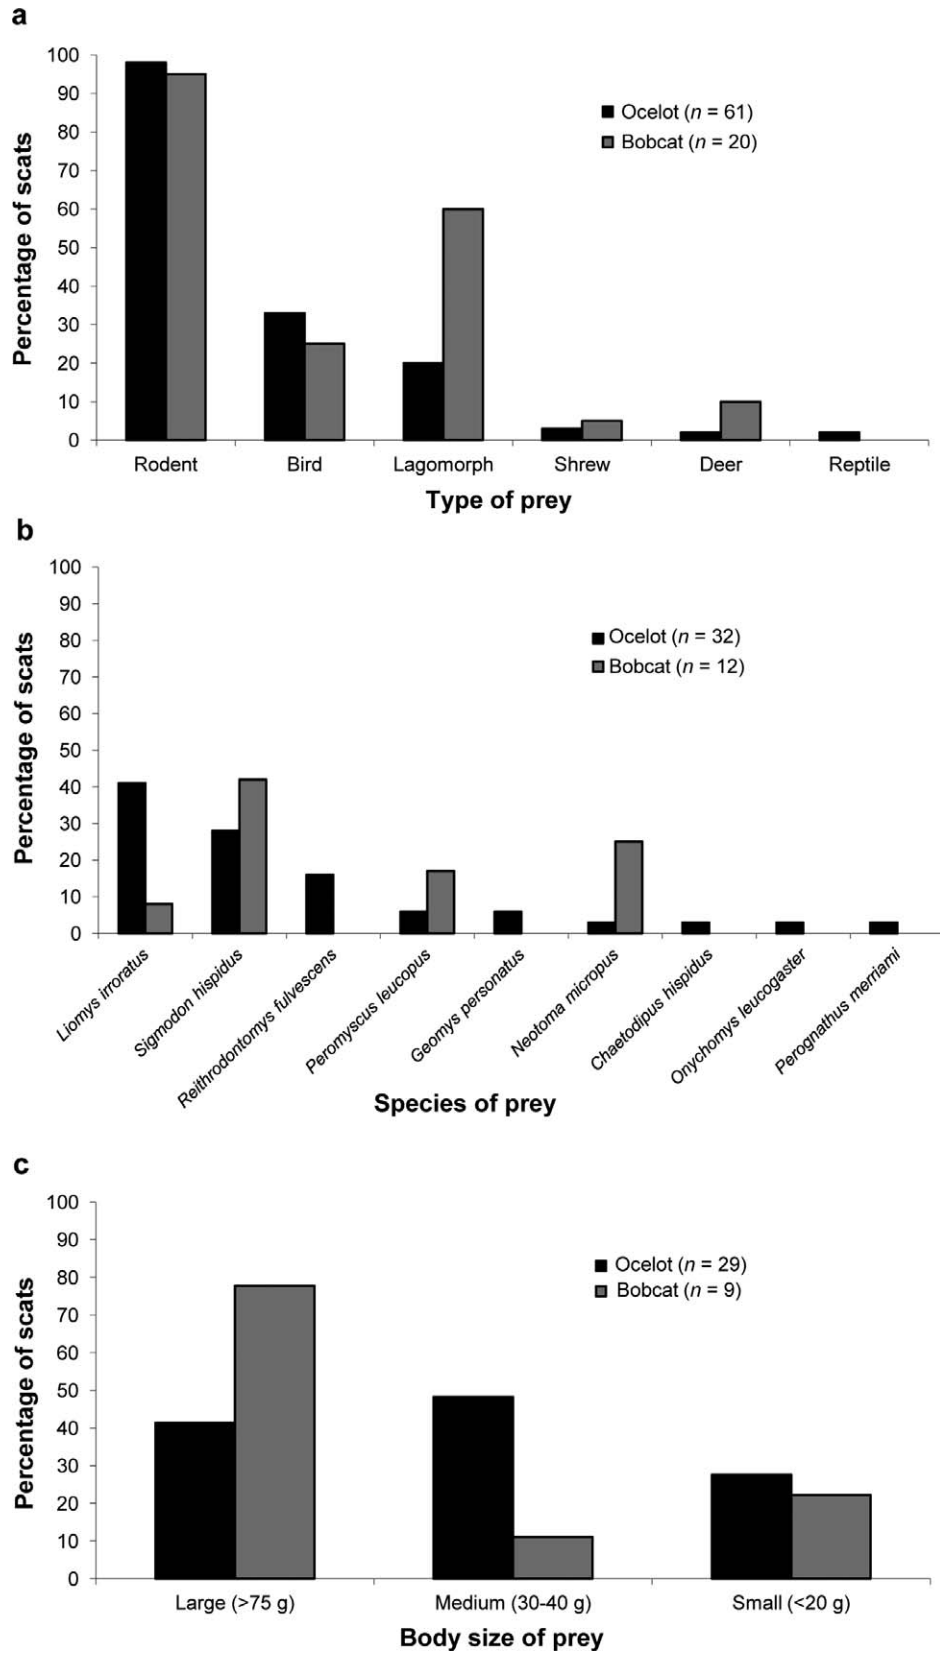 a
Percentage of scats
100
90
80
70
60
50
40
30
20
10
0
Ocelot (n = 61)
Bobcat (n = 20)
Rodent Bird Lagomorph Shrew Deer Reptile
Type of prey
b
Percentage of scats
100
90
80
70
60
50
40
30
20
10
0
Ocelot (n = 32)
Bobcat (n = 12)
Liomys irroratus
Sigmodon hispidus
Reithrodontomys fulvescens
Peromyscus leucopus
Geomys personatus
Neotoma micropus
Chaetodipus hispidus
Onychomys leucogaster
Perognathus merriami
Species of prey
c
Percentage of scats
100
90
80
70
60
50
40
30
20
10
0
Ocelot (n = 29)
Bobcat (n = 9)
Large (>75 g) Medium (30-40 g) Small (<20 g)
Body size of prey